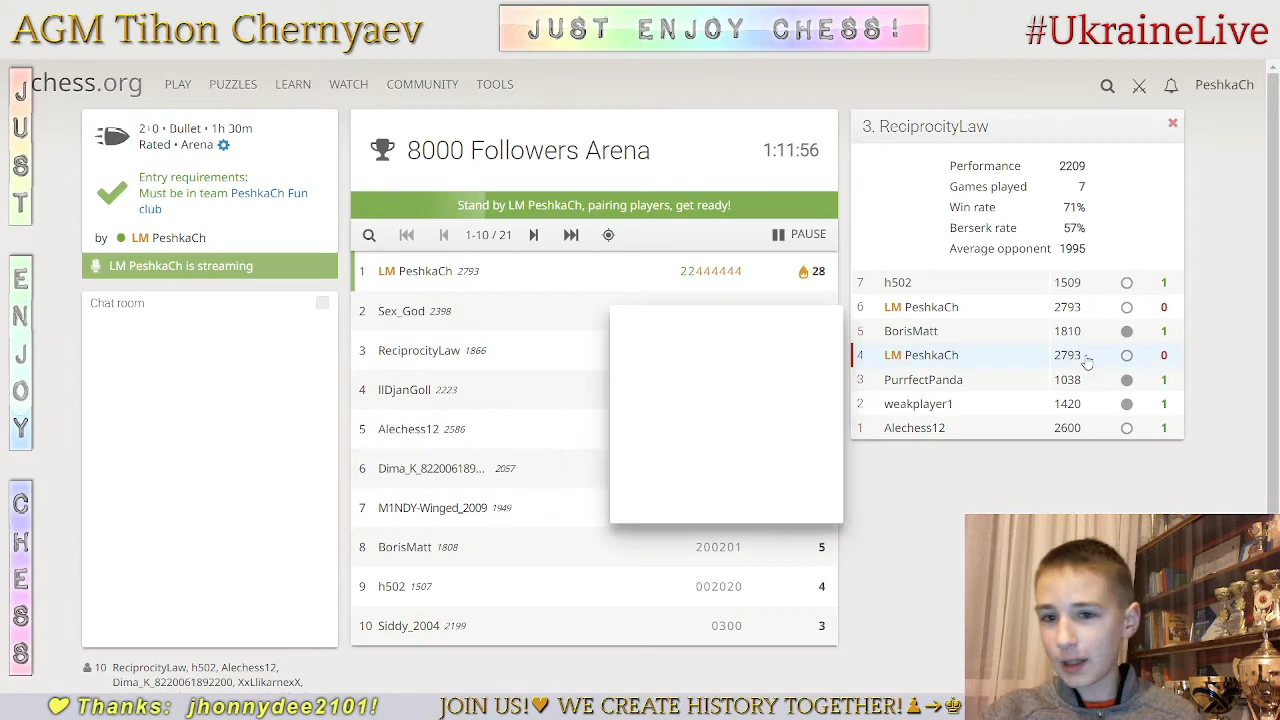 AGM Tihon Chernyaev
JUST ENJOY CHESS!
#UkraineLive
JUST
ENJOY
CHESS
chess.org
PLAY
PUZZLES
LEARN
WATCH
COMMUNITY
TOOLS
PeshkaCh
2+0 • Bullet • 1h 30m
Rated • Arena
Entry requirements:
Must be in team PeshkaCh Fun
club
by LM PeshkaCh
LM PeshkaCh is streaming
Chat room
10 ReciprocityLaw, h502, Alechess12,
Dima_K_8220061892200, XxLlikarnexX,
8000 Followers Arena 1:11:56
Stand by LM PeshkaCh, pairing players, get ready!
1-10 / 21 PAUSE
1 LM PeshkaCh 2793 22444444 28
2 Sex_God 2398
3 ReciprocityLaw 1866
4 llDjanGoll 2223
5 Alechess12 2586
6 Dima_K_822006189... 2057
7 M1NDY-Winged_2009 1949
8 BorisMatt 1808 200201 5
9 h502 1507 002020 4
10 Siddy_2004 2199 0300 3
3. ReciprocityLaw
Performance 2209
Games played 7
Win rate 71%
Berserk rate 57%
Average opponent 1995
7 h502 1509 1
6 LM PeshkaCh 2793 0
5 BorisMatt 1810 1
4 LM PeshkaCh 2793 0
3 PurrfectPanda 1038 1
2 weakplayer1 1420 1
1 Alechess12 2600 1
Thanks: jhonnydee2101!
JOIN US! WE CREATE HISTORY TOGETHER!